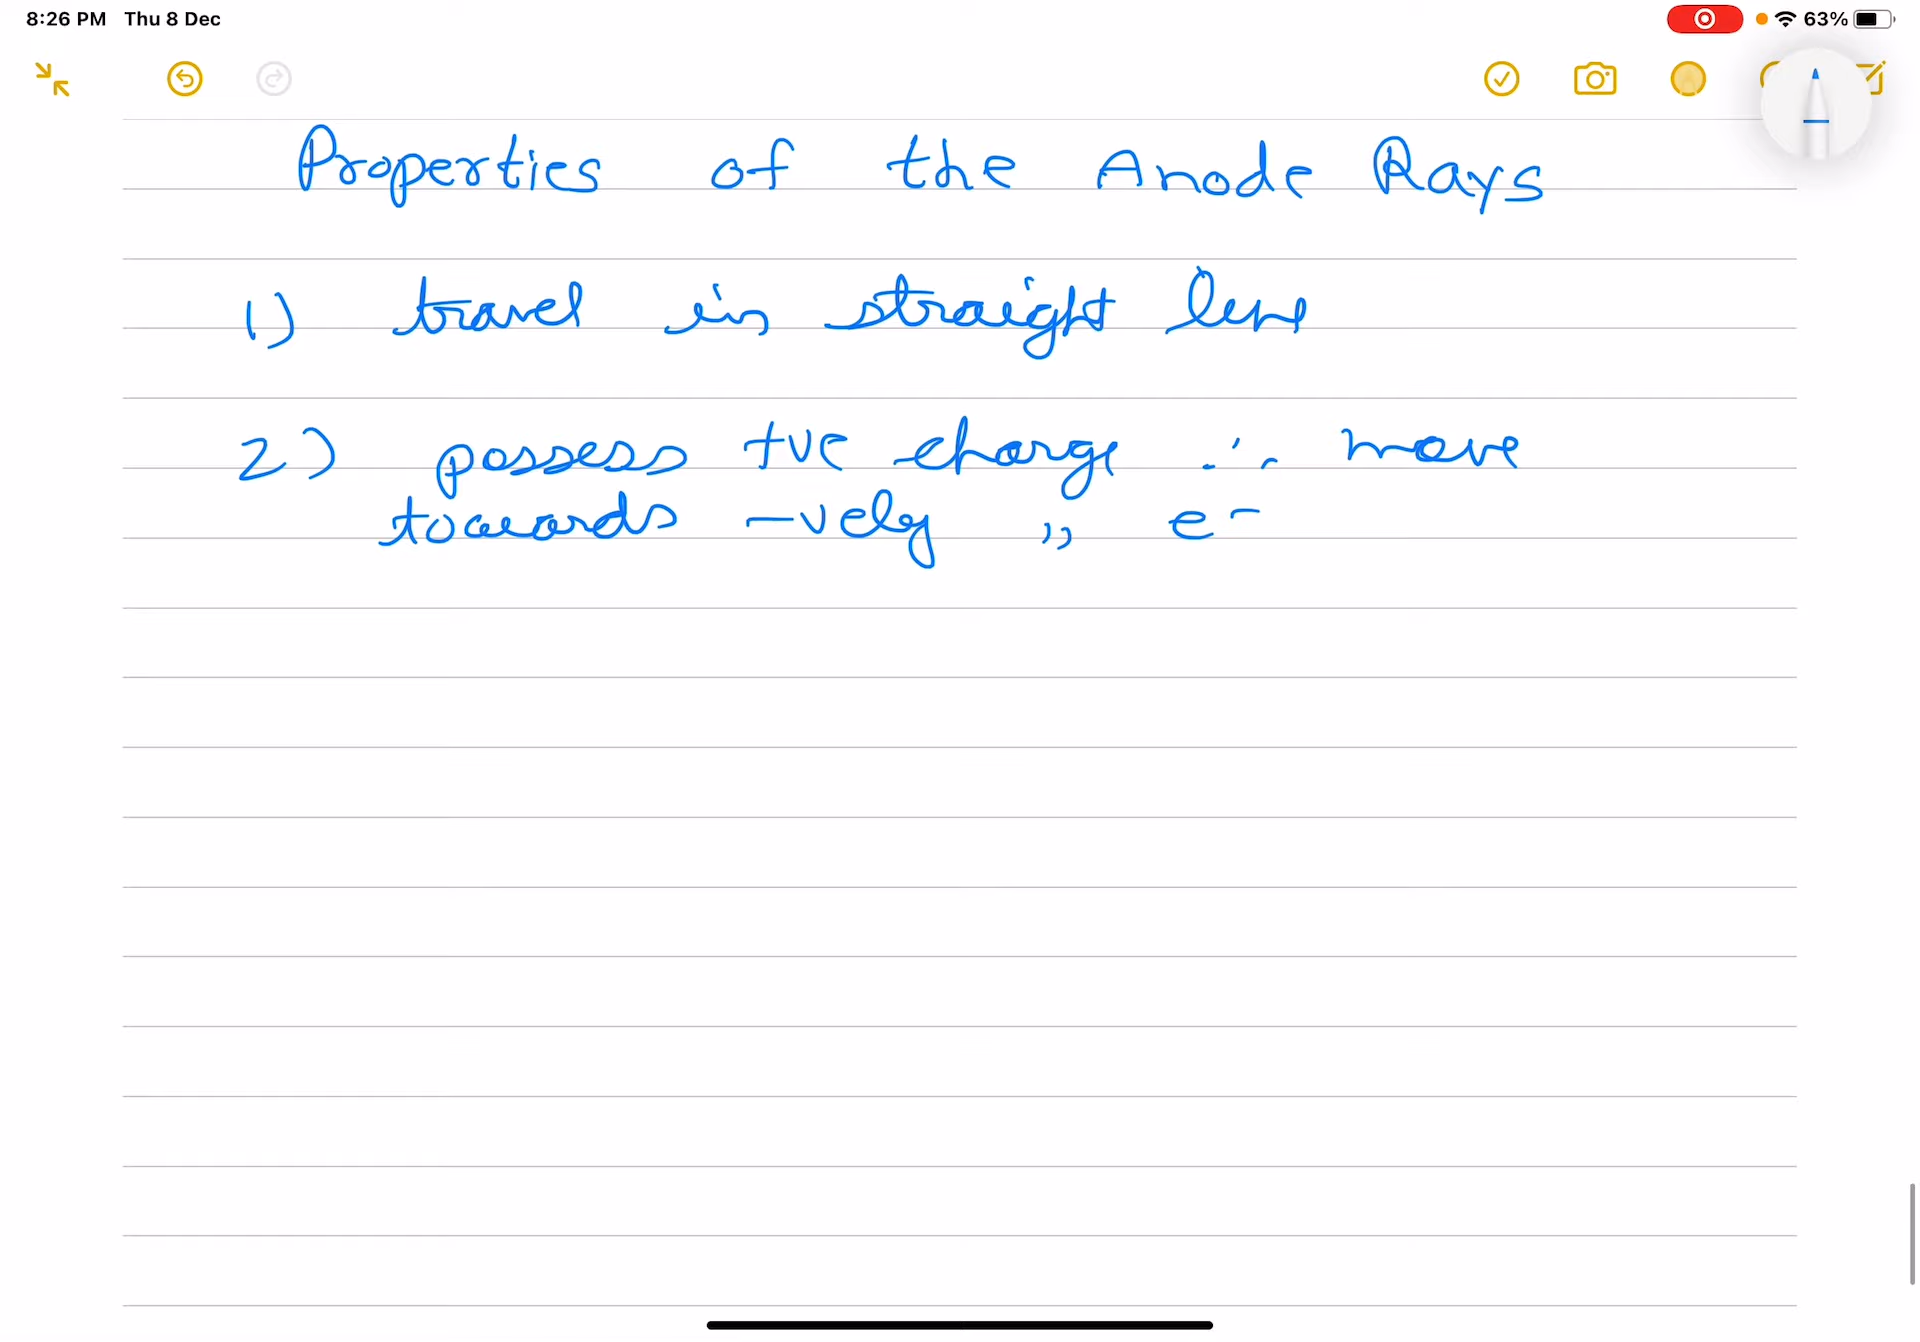 8:26 PM Thu 8 Dec 63%
Properties of the Anode Rays
1) travel in straight line
2) possess +ve charge ∴ move
towards -vely " e-